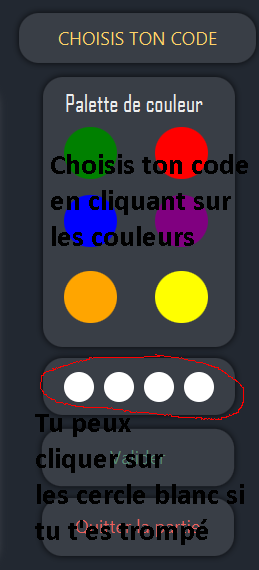 CHOISIS TON CODE
Palette de couleur
Choisis ton code
en cliquant sur
les couleurs
Tu peux
cliquer sur
Valider
les cercle blanc si
tu t'es trompé
Quitter la partie